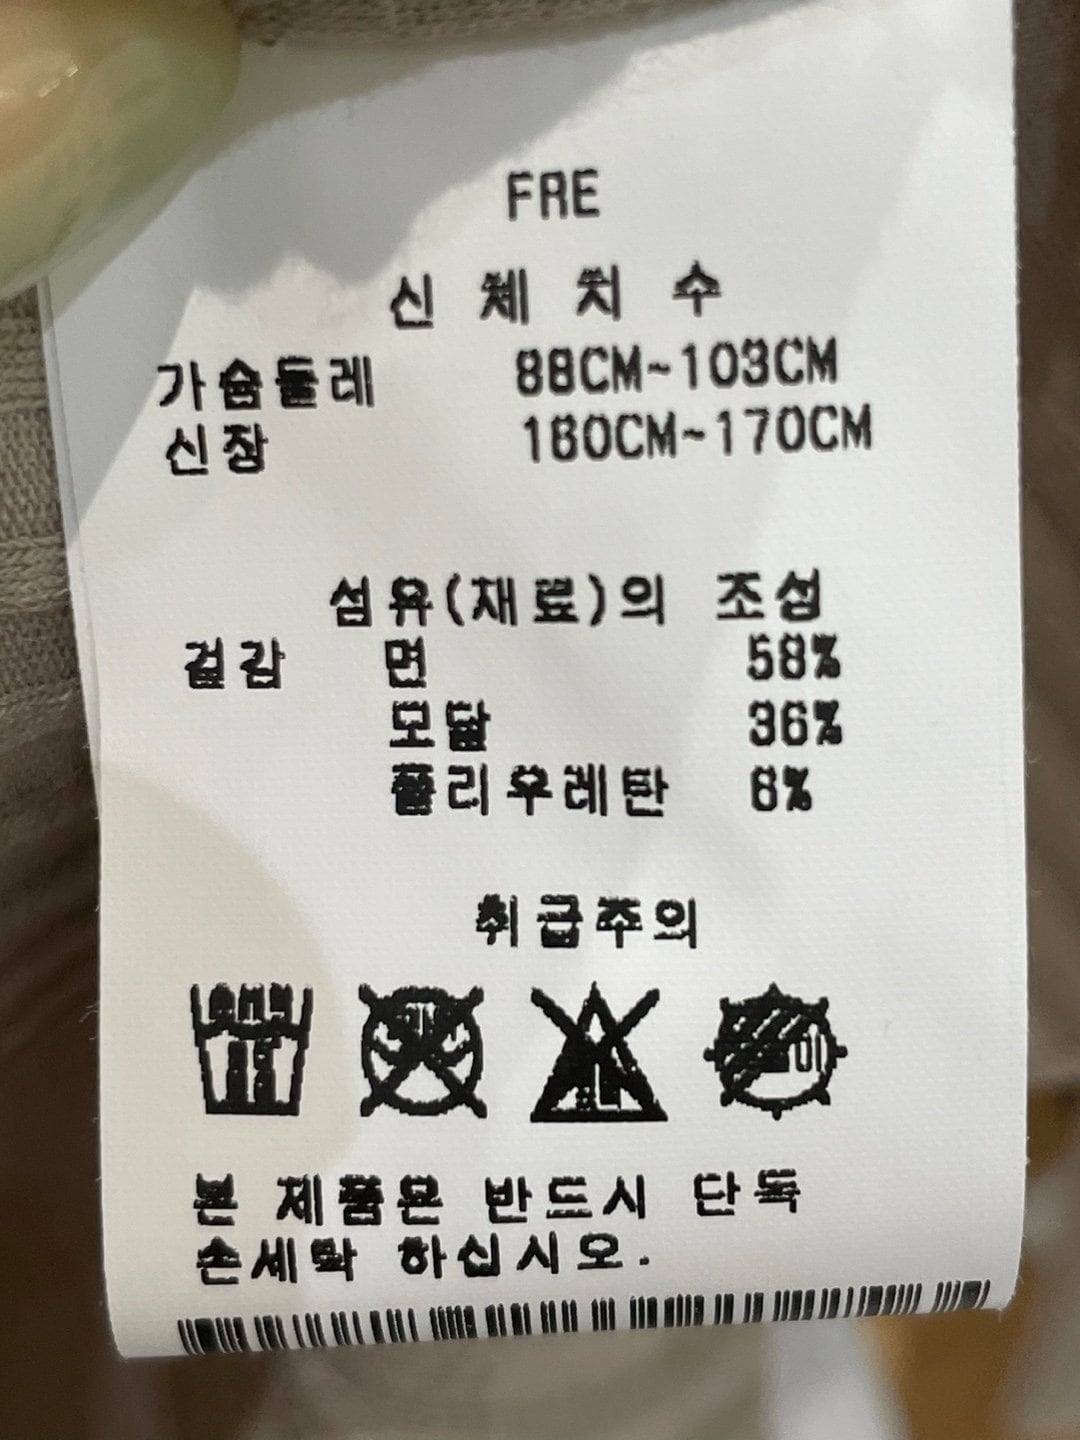 FRE
신체치수
가슴둘레 88CM~103CM
신장 160CM~170CM
섬유(재료)의 조성
겉감 면 58%
모달 36%
폴리우레탄 6%
취급주의
본 제품은 반드시 단독
손세탁 하십시오.